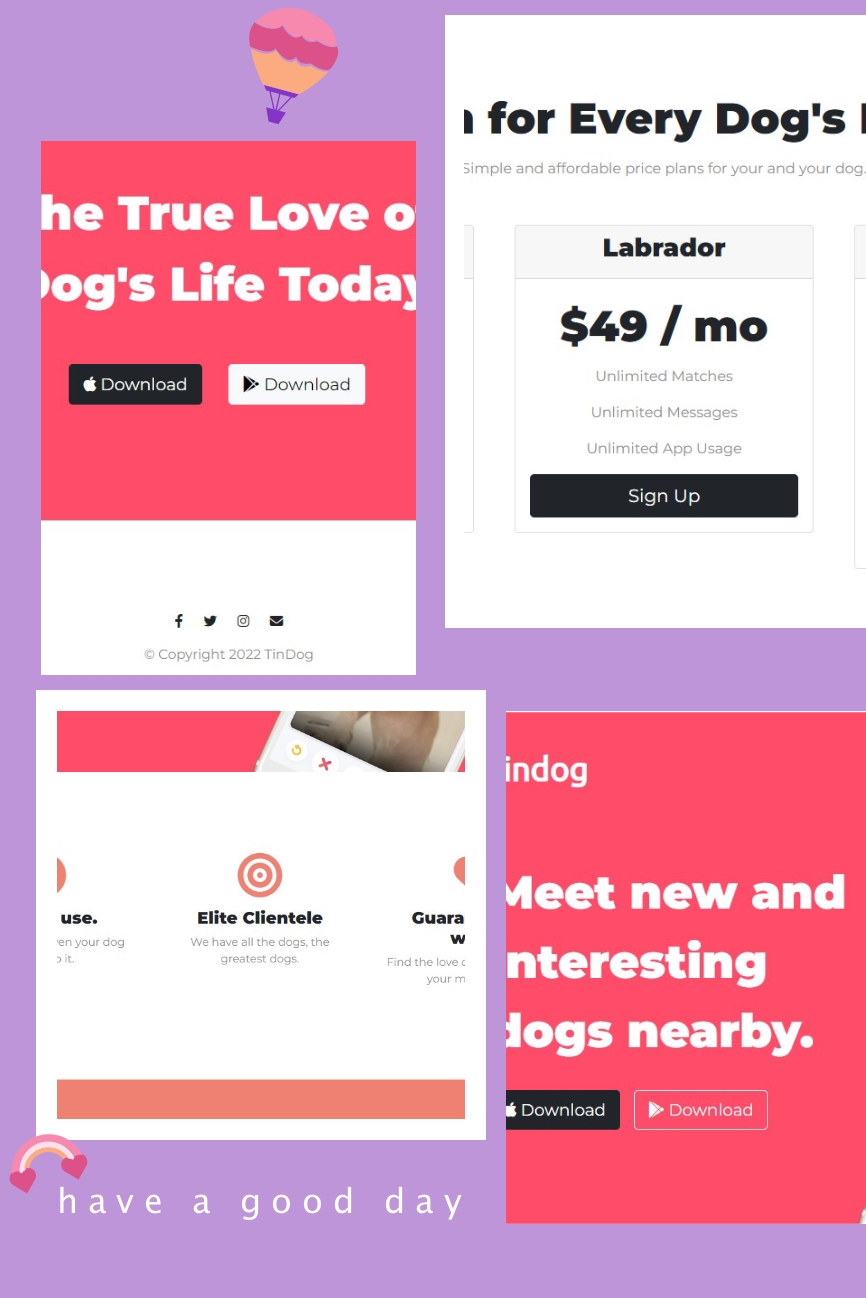 he True Love o
Dog's Life Today
Download
Download
© Copyright 2022 TinDog
for Every Dog's
Simple and affordable price plans for your and your dog.
Labrador
$49 / mo
Unlimited Matches
Unlimited Messages
Unlimited App Usage
Sign Up
use.
ven your dog
o it.
Elite Clientele
We have all the dogs, the
greatest dogs.
Guara
w
Find the love o
your m
indog
Meet new and
nteresting
dogs nearby.
Download
Download
have a good day